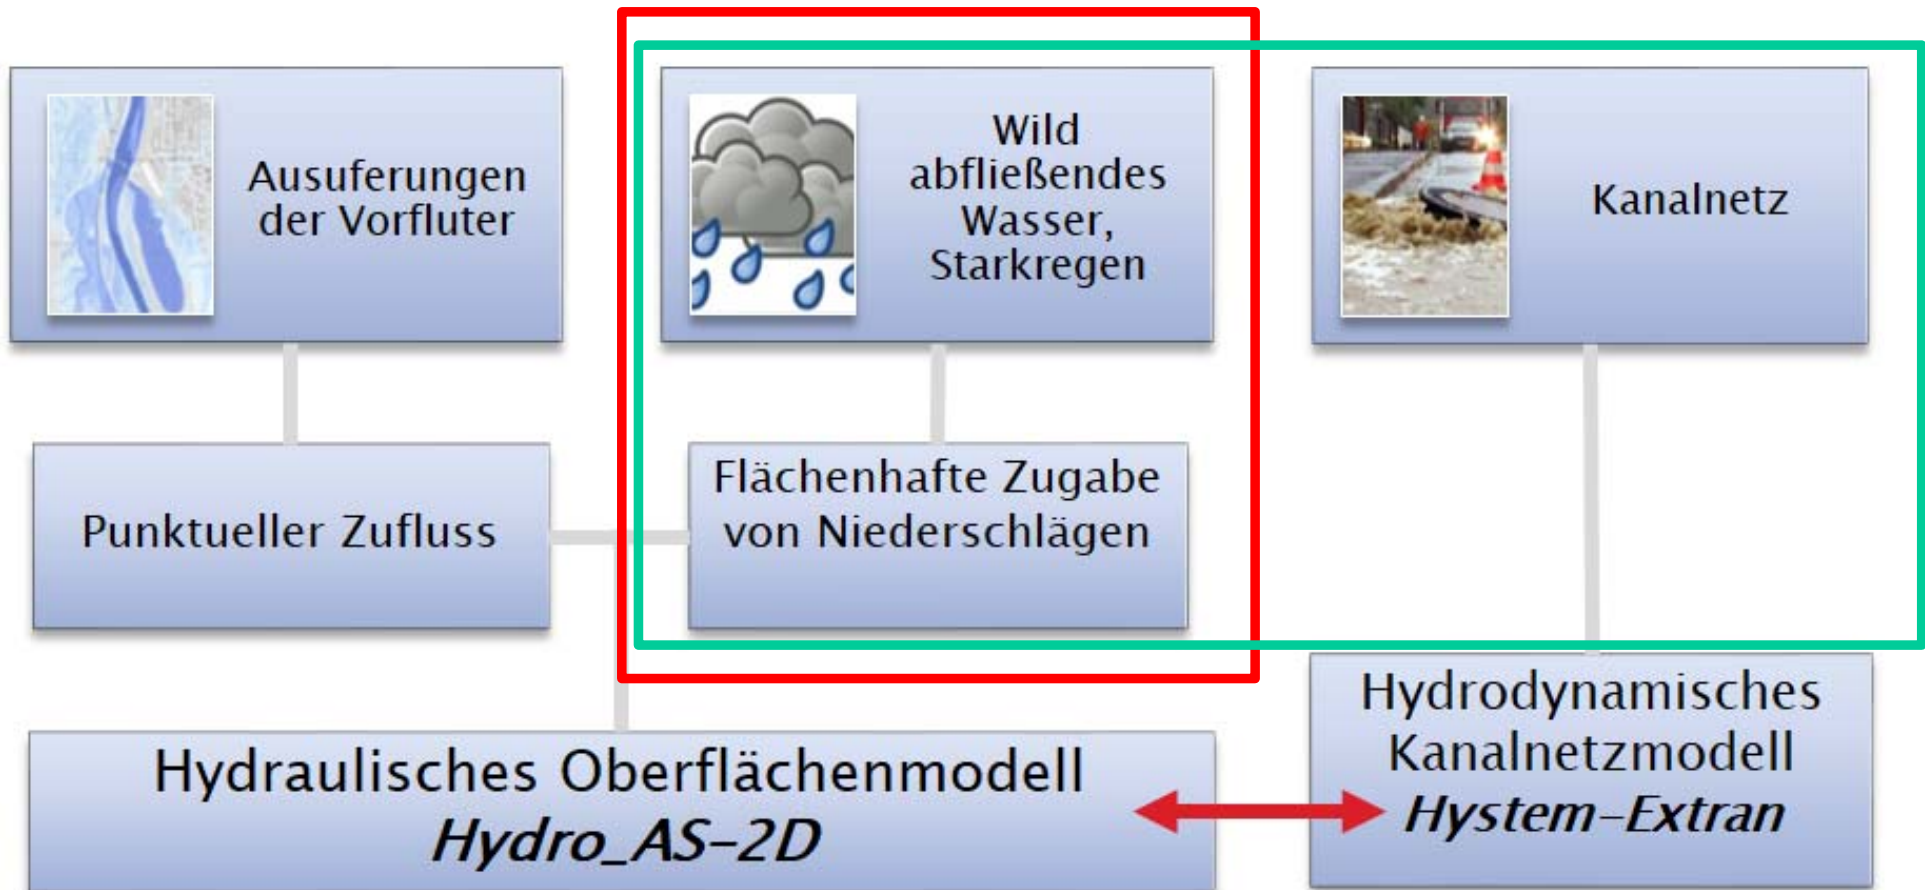 Ausuferungen
der Vorfluter
Wild
abfließendes
Wasser,
Starkregen
Kanalnetz
Punktueller Zufluss
Flächenhafte Zugabe
von Niederschlägen
Hydraulisches Oberflächenmodell
Hydro_AS-2D
Hydrodynamisches
Kanalnetzmodell
Hystem-Extran